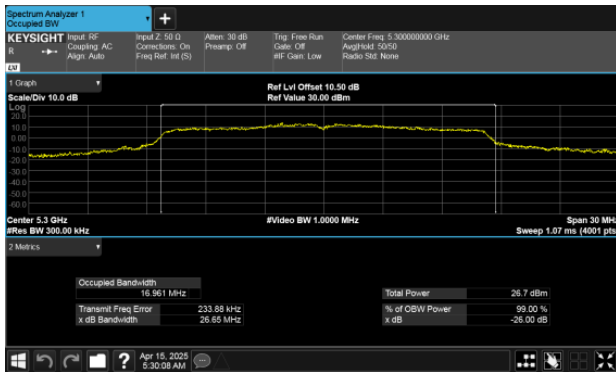 Spectrum Analyzer 1
Occupied BW
+
KEYSIGHT Input: RF Input Z: 50 Ω Atten: 30 dB Trig: Free Run Center Freq: 5.300000000 GHz
R Coupling: AC Corrections: On Preamp: Off Gate: Off Avg|Hold: 50/50
Align: Auto Freq Ref: Int (S) #IF Gain: Low Radio Std: None
LXI
1 Graph
Ref Lvl Offset 10.50 dB
Scale/Div 10.0 dB Ref Value 30.00 dBm
Log
20.0
10.0
0.00
-10.0
-20.0
-30.0
-40.0
-50.0
-60.0
Center 5.3 GHz #Video BW 1.0000 MHz Span 30 MHz
#Res BW 300.00 kHz Sweep 1.07 ms (4001 pts
2 Metrics
Occupied Bandwidth
16.961 MHz Total Power 26.7 dBm
Transmit Freq Error 233.88 kHz % of OBW Power 99.00 %
x dB Bandwidth 26.65 MHz x dB -26.00 dB
? Apr 15, 2025
5:30:08 AM